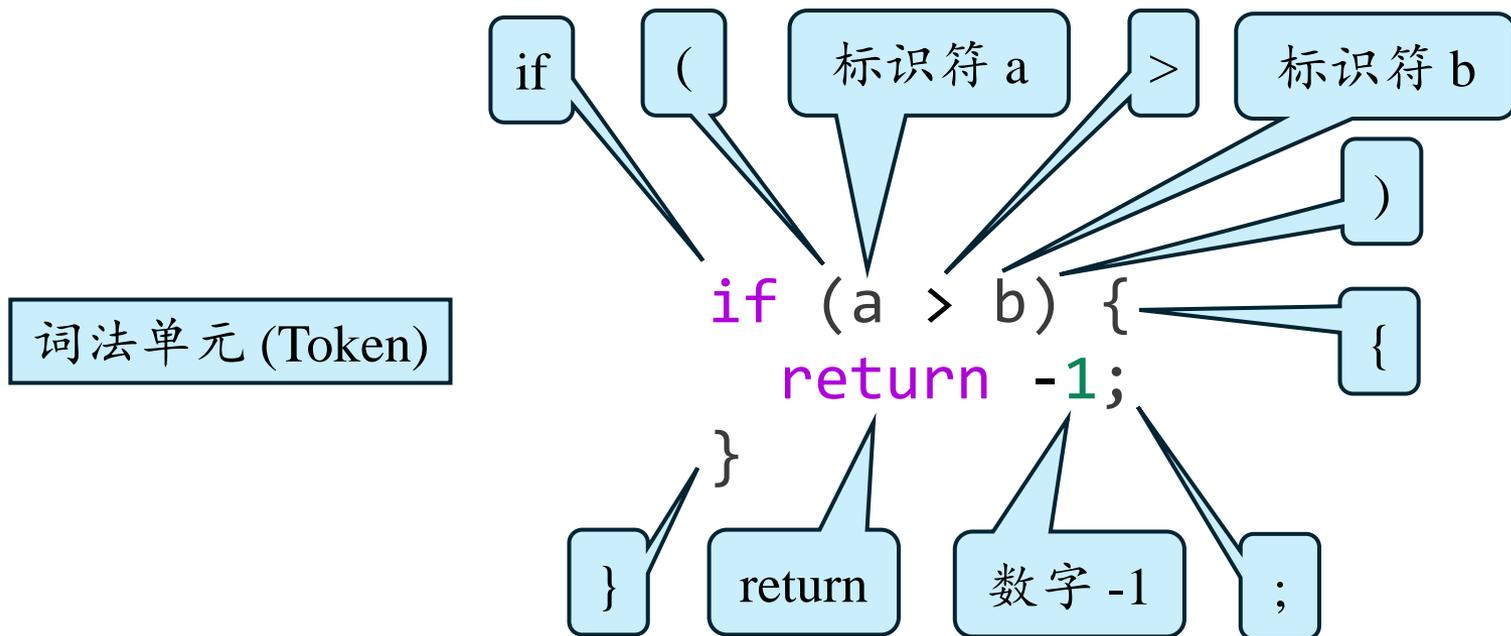 if
(
标识符 a
>
标识符 b
)
{
词法单元 (Token)
if (a > b) {
return -1;
}
}
return
数字 -1
;